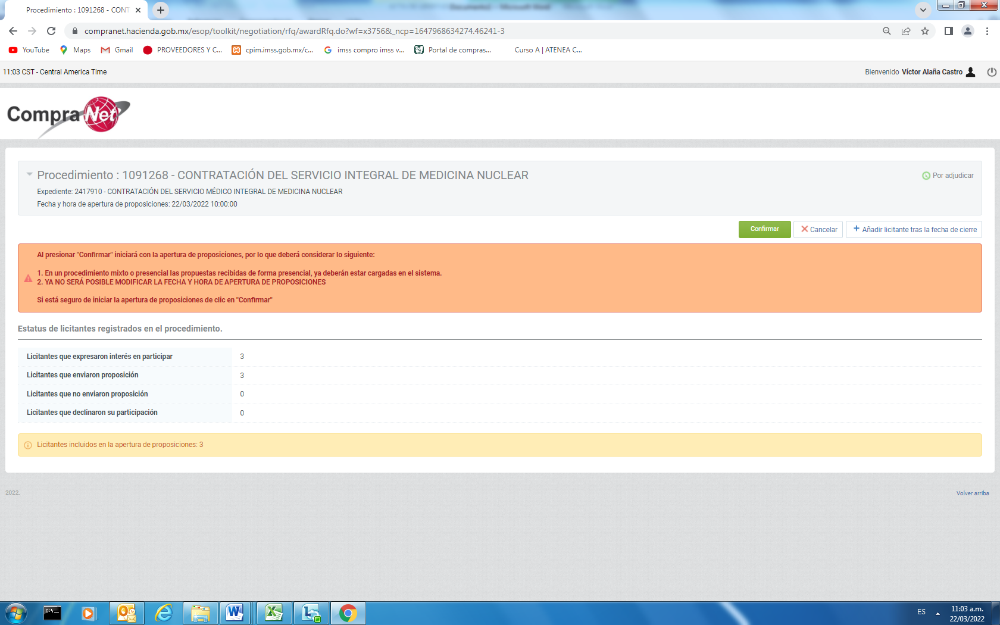 Procedimiento : 1091268 - CONT
compranet.hacienda.gob.mx/esop/toolkit/negotiation/rfq/awardRfq.do?wf=x3756&_ncp=1647968634274.46241-3
YouTube Maps Gmail PROVEEDORES Y C... cpim.imss.gob.mx/c... imss compro imss v... Portal de compras... Curso A | ATENEA C...
11:03 CST - Central America Time Bienvenido Víctor Alaña Castro
CompraNet
Procedimiento : 1091268 - CONTRATACIÓN DEL SERVICIO INTEGRAL DE MEDICINA NUCLEAR Por adjudicar
Expediente: 2417910 - CONTRATACIÓN DEL SERVICIO MÉDICO INTEGRAL DE MEDICINA NUCLEAR
Fecha y hora de apertura de proposiciones: 22/03/2022 10:00:00
Confirmar Cancelar Añadir licitante tras la fecha de cierre
Al presionar "Confirmar" iniciará con la apertura de proposiciones, por lo que deberá considerar lo siguiente:
1. En un procedimiento mixto o presencial las propuestas recibidas de forma presencial, ya deberán estar cargadas en el sistema.
2. YA NO SERÁ POSIBLE MODIFICAR LA FECHA Y HORA DE APERTURA DE PROPOSICIONES
Si está seguro de iniciar la apertura de proposiciones de clic en "Confirmar"
Estatus de licitantes registrados en el procedimiento.
Licitantes que expresaron interés en participar 3
Licitantes que enviaron proposición 3
Licitantes que no enviaron proposición 0
Licitantes que declinaron su participación 0
Licitantes incluidos en la apertura de proposiciones: 3
2022. Volver arriba
ES 11:03 a.m.
22/03/2022